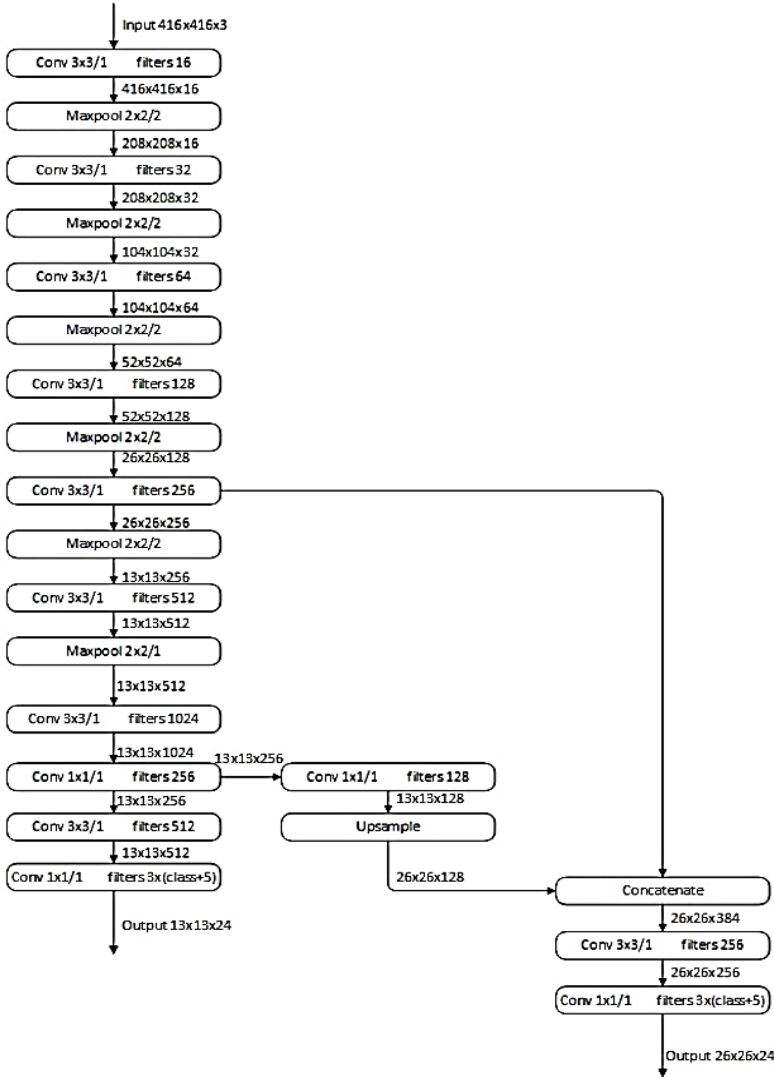 Input 416x416x3
Conv 3x3/1 filters 16
416x416x16
Maxpool 2x2/2
208x208x16
Conv 3x3/1 filters 32
208x208x32
Maxpool 2x2/2
104x104x32
Conv 3x3/1 filters 64
104x104x64
Maxpool 2x2/2
52x52x64
Conv 3x3/1 filters 128
52x52x128
Maxpool 2x2/2
26x26x128
Conv 3x3/1 filters 256
26x26x256
Maxpool 2x2/2
13x13x256
Conv 3x3/1 filters 512
13x13x512
Maxpool 2x2/1
13x13x512
Conv 3x3/1 filters 1024
13x13x1024
Conv 1x1/1 filters 256
13x13x256
Conv 3x3/1 filters 512
13x13x512
Conv 1x1/1 filters 3x(class+5)
Output 13x13x24
13x13x256
Conv 1x1/1 filters 128
13x13x128
Upsample
26x26x128
Concatenate
26x26x384
Conv 3x3/1 filters 256
26x26x256
Conv 1x1/1 filters 3x(class+5)
Output 26x26x24